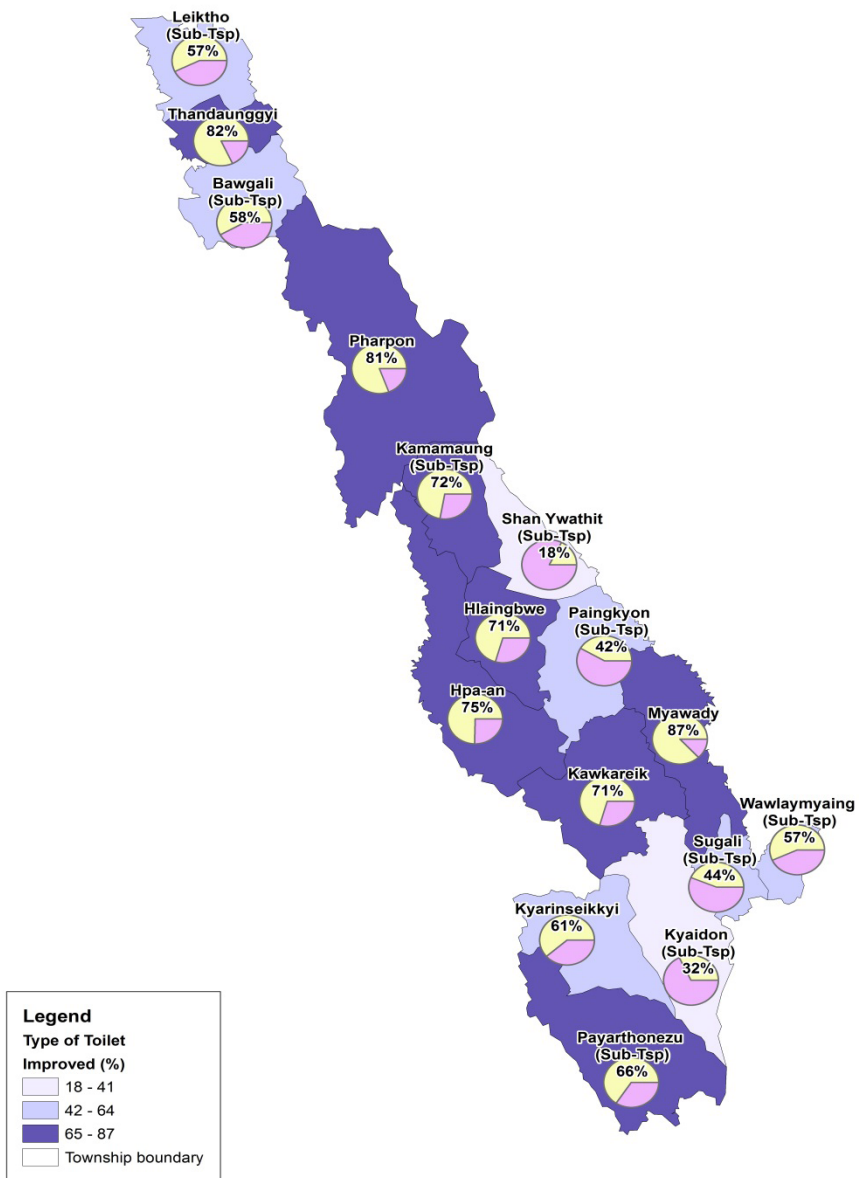 Leiktho
(Sub-Tsp)
57%
Thandaunggyi
82%
Bawgali
(Sub-Tsp)
58%
Pharpon
81%
Kamamaung
(Sub-Tsp)
72%
Shan Ywathit
(Sub-Tsp)
18%
Hlaingbwe
71%
Paingkyon
(Sub-Tsp)
42%
Hpa-an
75%
Myawady
87%
Kawkareik
71%
Wawlaymyaing
(Sub-Tsp)
57%
Sugali
(Sub-Tsp)
44%
Kyarinseikkyi
61%
Kyaidon
(Sub-Tsp)
32%
Payarthonezu
(Sub-Tsp)
66%
Legend
Type of Toilet
Improved (%)
18 - 41
42 - 64
65 - 87
Township boundary